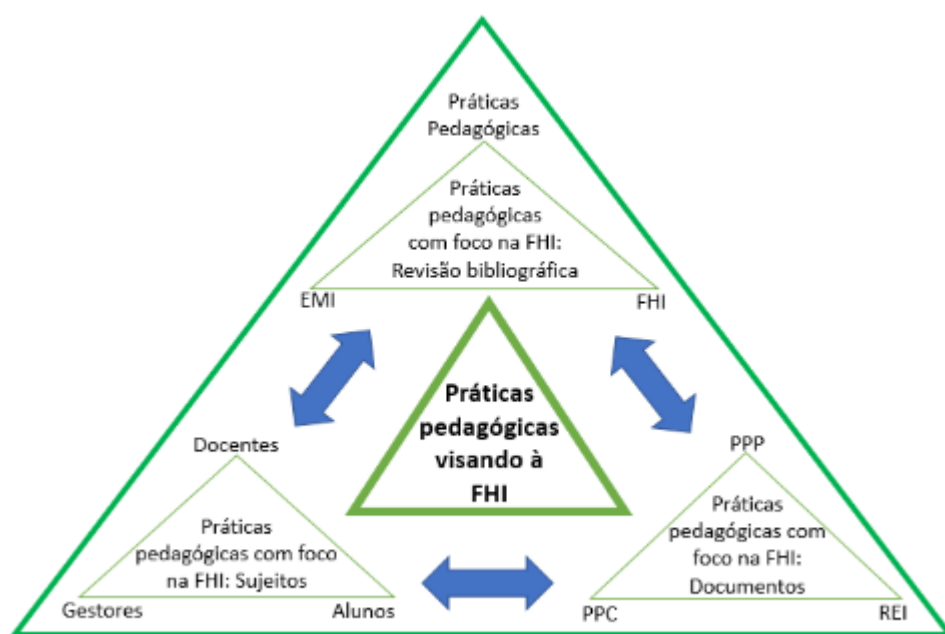 Práticas
Pedagógicas
Práticas
pedagógicas
com foco na FHI:
Revisão bibliográfica
EMI
FHI
Práticas
pedagógicas
visando à
FHI
Docentes
Práticas
pedagógicas com foco
na FHI: Sujeitos
Gestores
Alunos
PPP
Práticas
pedagógicas com
foco na FHI:
Documentos
PPC
REI